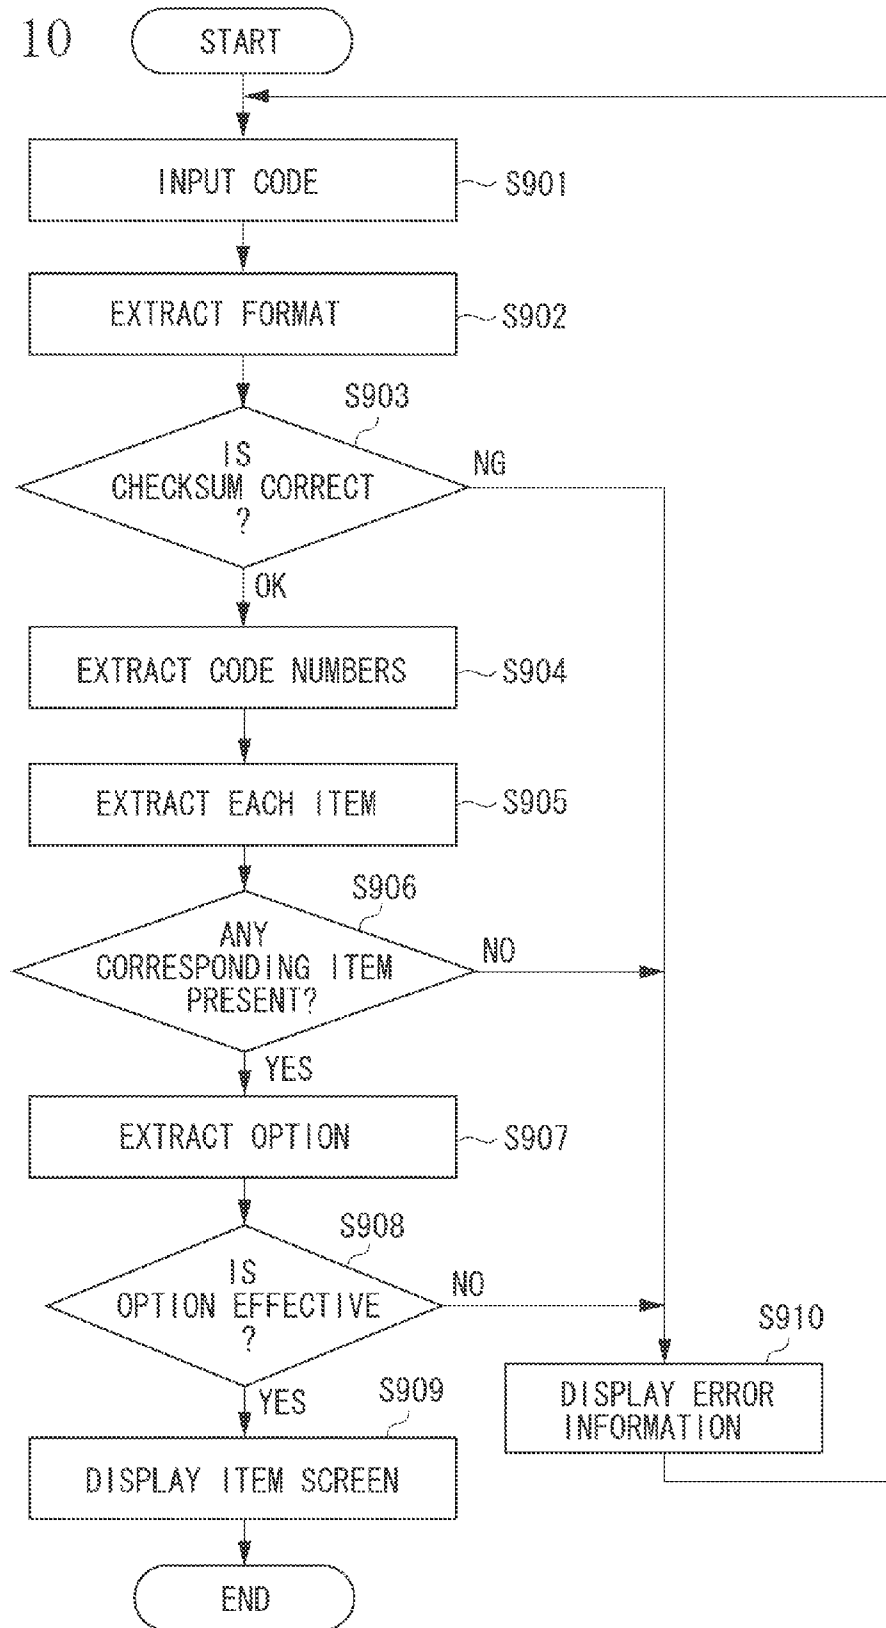 10
START
INPUT CODE
S901
EXTRACT FORMAT
S902
S903
IS
CHECKSUM CORRECT
?
NG
OK
EXTRACT CODE NUMBERS
S904
EXTRACT EACH ITEM
S905
S906
ANY
CORRESPONDING ITEM
PRESENT?
NO
YES
EXTRACT OPTION
S907
S908
IS
OPTION EFFECTIVE
?
NO
YES
S909
DISPLAY ITEM SCREEN
S910
DISPLAY ERROR
INFORMATION
END